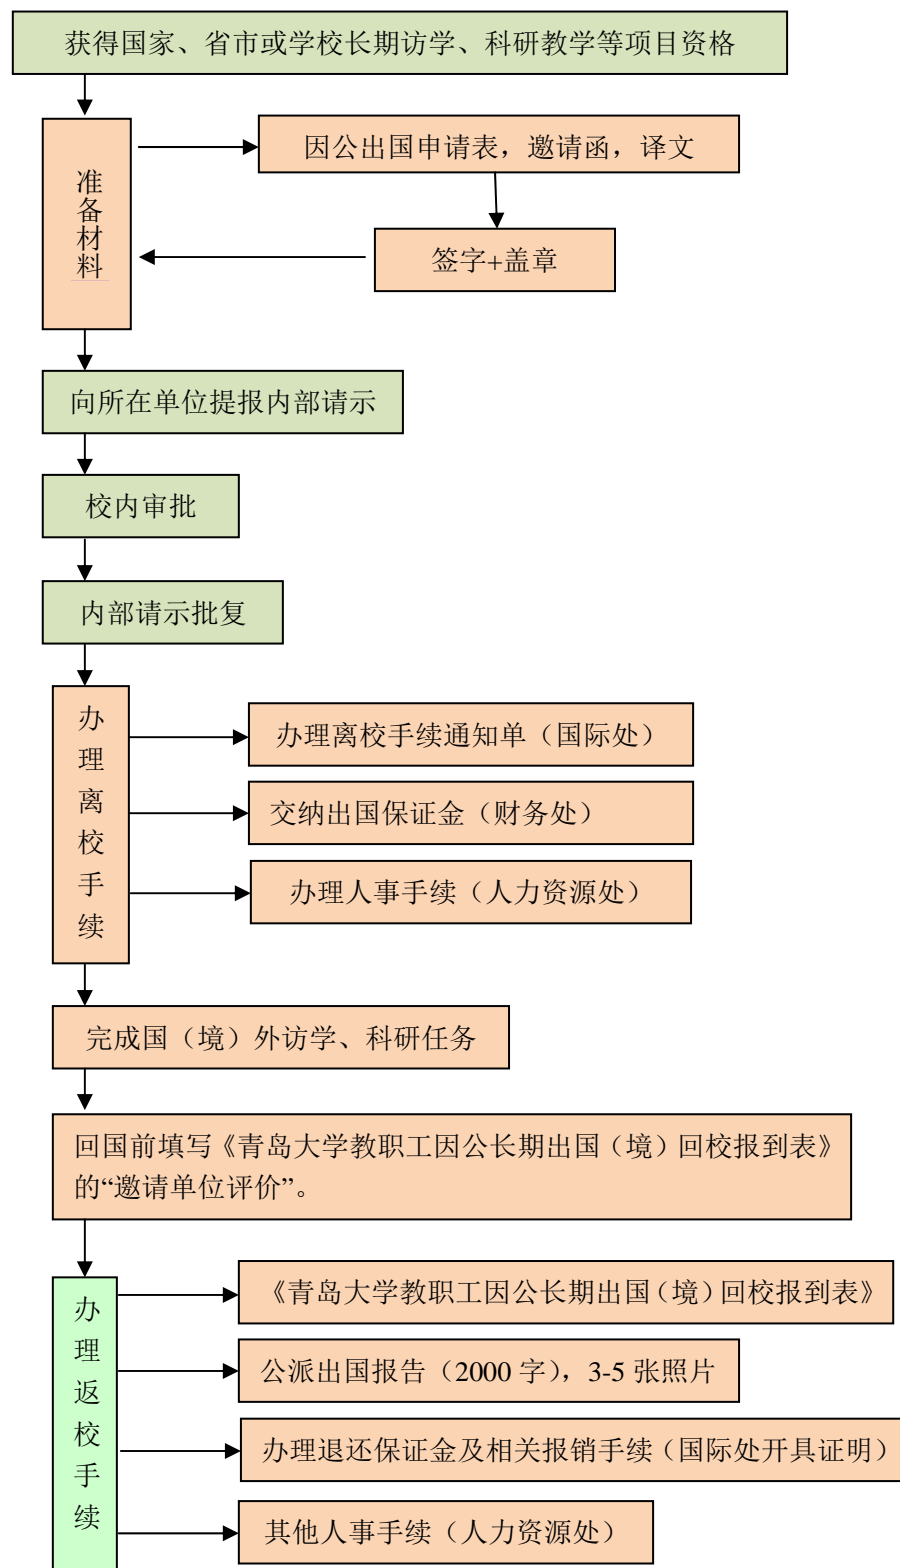 获得国家、省市或学校长期访学、科研教学等项目资格
准备材料
因公出国申请表，邀请函，译文
签字+盖章
向所在单位提报内部请示
校内审批
内部请示批复
办理离校手续
办理离校手续通知单（国际处）
交纳出国保证金（财务处）
办理人事手续（人力资源处）
完成国（境）外访学、科研任务
回国前填写《青岛大学教职工因公长期出国（境）回校报到表》
的“邀请单位评价”。
办理返校手续
《青岛大学教职工因公长期出国（境）回校报到表》
公派出国报告（2000 字），3-5 张照片
办理退还保证金及相关报销手续（国际处开具证明）
其他人事手续（人力资源处）